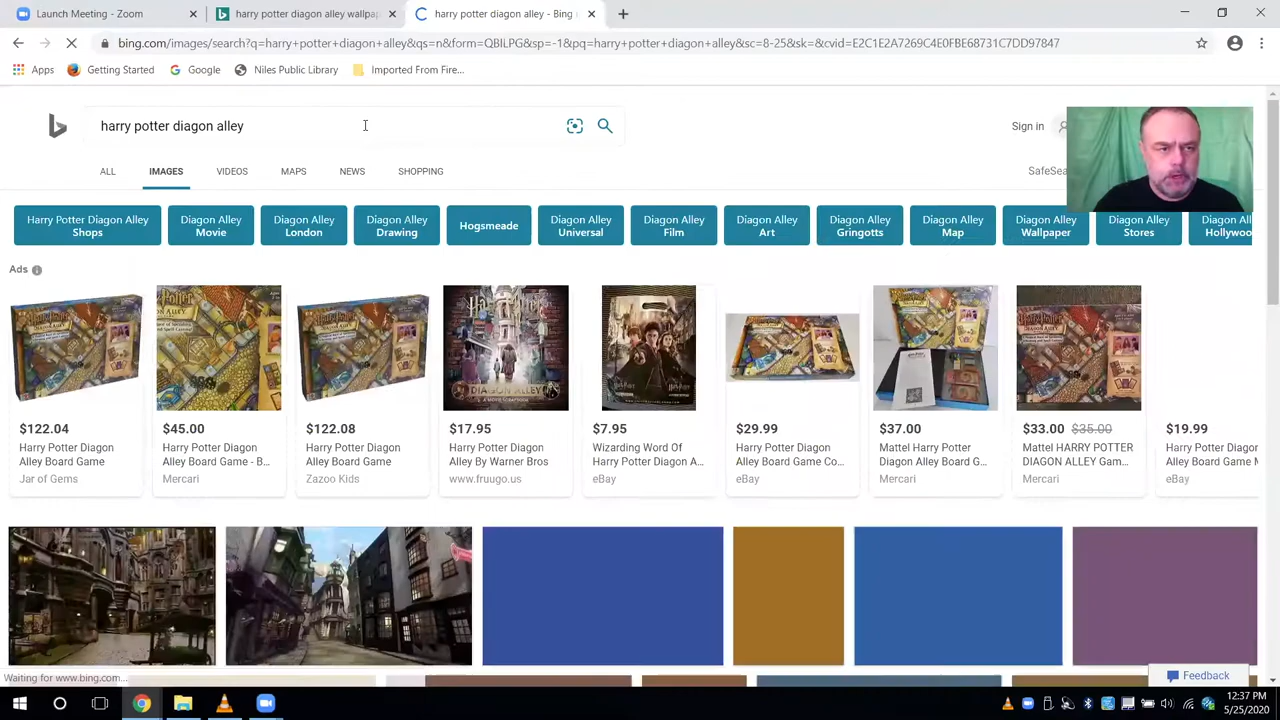 Launch Meeting - Zoom
harry potter diagon alley wallpap
harry potter diagon alley - Bing
bing.com/images/search?q=harry+potter+diagon+alley&qs=n&form=QBILPG&sp=-1&pq=harry+potter+diagon+alley&sc=8-25&sk=&cvid=E2C1E2A7269C4E0FBE68731C7DD97847
Apps
Getting Started
Google
Niles Public Library
Imported From Fire...
harry potter diagon alley
Sign in
ALL
IMAGES
VIDEOS
MAPS
NEWS
SHOPPING
SafeSea
Harry Potter Diagon Alley
Shops
Diagon Alley
Movie
Diagon Alley
London
Diagon Alley
Drawing
Hogsmeade
Diagon Alley
Universal
Diagon Alley
Film
Diagon Alley
Art
Diagon Alley
Gringotts
Diagon Alley
Map
Diagon Alley
Wallpaper
Diagon Alley
Stores
Diagon All
Hollywoo
Ads
DIAGON ALLEY
$122.04
Harry Potter Diagon
Alley Board Game
Jar of Gems
$45.00
Harry Potter Diagon
Alley Board Game - B...
Mercari
$122.08
Harry Potter Diagon
Alley Board Game
Zazoo Kids
$17.95
Harry Potter Diagon
Alley By Warner Bros
www.fruugo.us
$7.95
Wizarding Word Of
Harry Potter Diagon A...
eBay
$29.99
Harry Potter Diagon
Alley Board Game Co...
eBay
$37.00
Mattel Harry Potter
Diagon Alley Board G...
Mercari
$33.00 $35.00
Mattel HARRY POTTER
DIAGON ALLEY Gam...
Mercari
$19.99
Harry Potter Diagon
Alley Board Game M
eBay
Feedback
Waiting for www.bing.com...
12:37 PM
5/25/2020